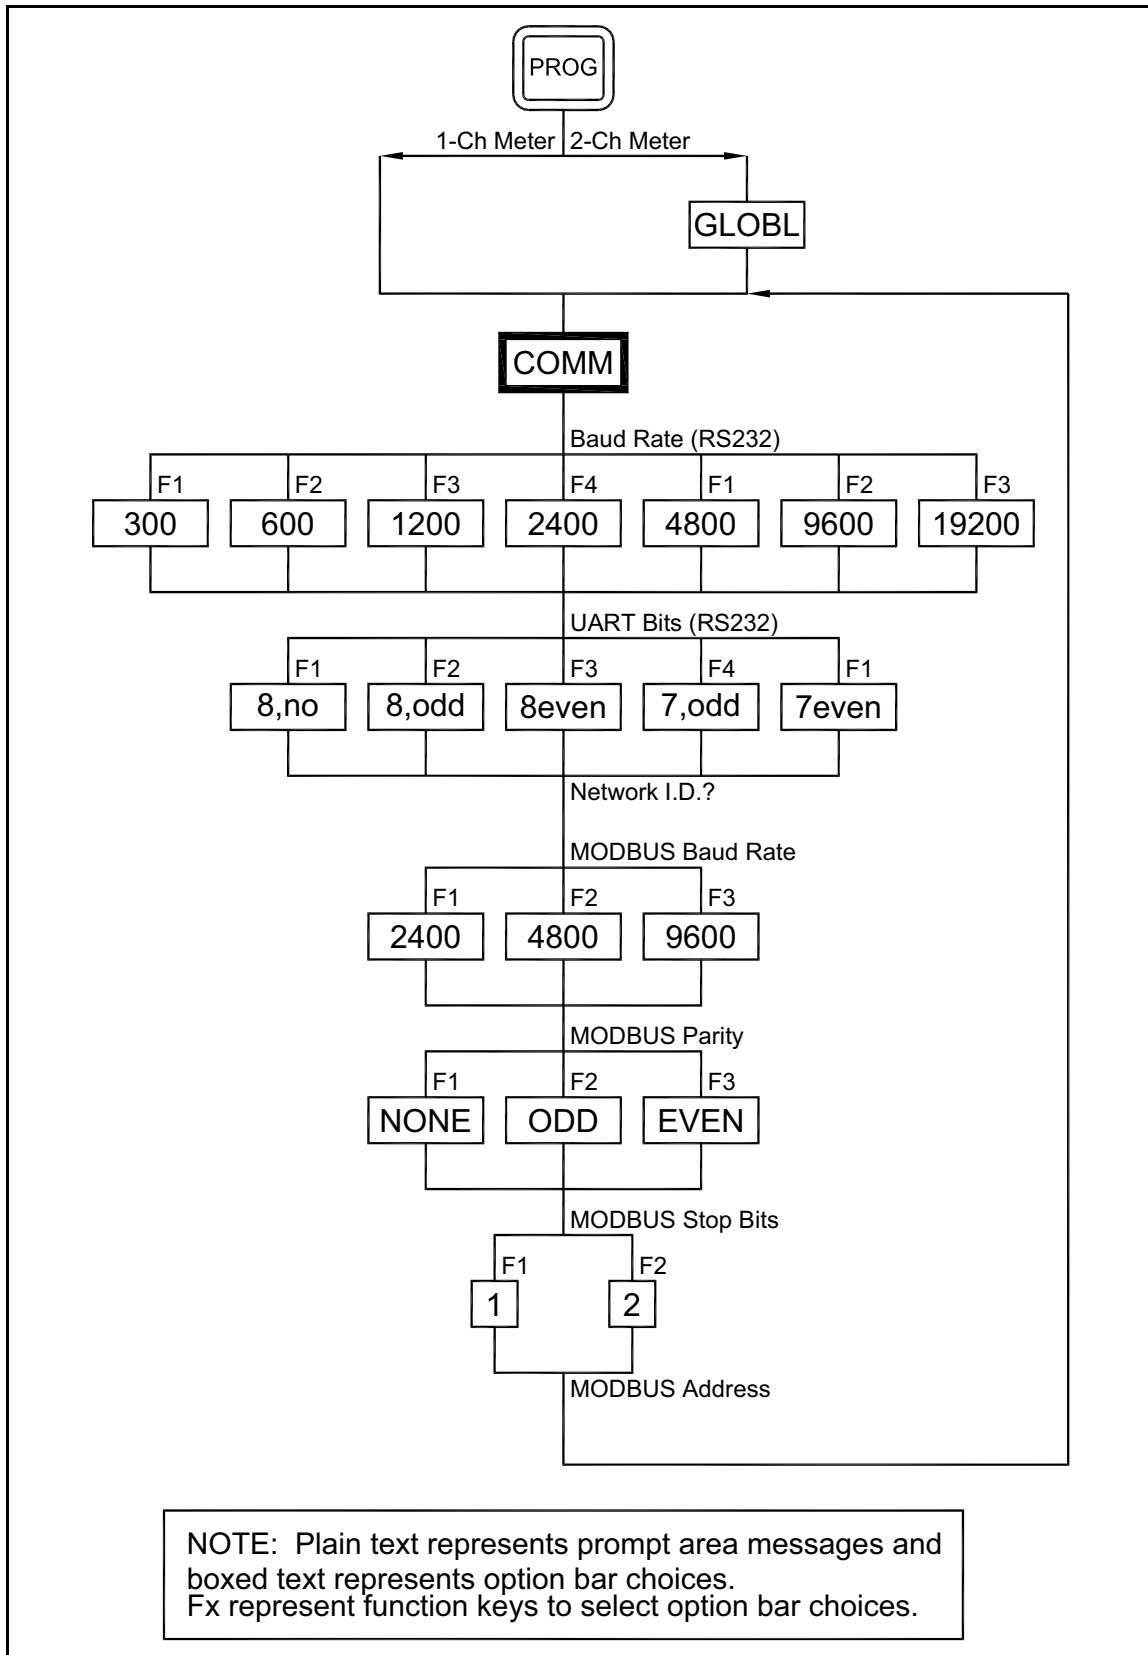 PROG
1-Ch Meter 2-Ch Meter
GLOBL
COMM
Baud Rate (RS232)
F1 F2 F3 F4 F1 F2 F3
300 600 1200 2400 4800 9600 19200
UART Bits (RS232)
F1 F2 F3 F4 F1
8,no 8,odd 8even 7,odd 7even
Network I.D.?
MODBUS Baud Rate
F1 F2 F3
2400 4800 9600
MODBUS Parity
F1 F2 F3
NONE ODD EVEN
MODBUS Stop Bits
F1 F2
1 2
MODBUS Address
NOTE: Plain text represents prompt area messages and
boxed text represents option bar choices.
Fx represent function keys to select option bar choices.